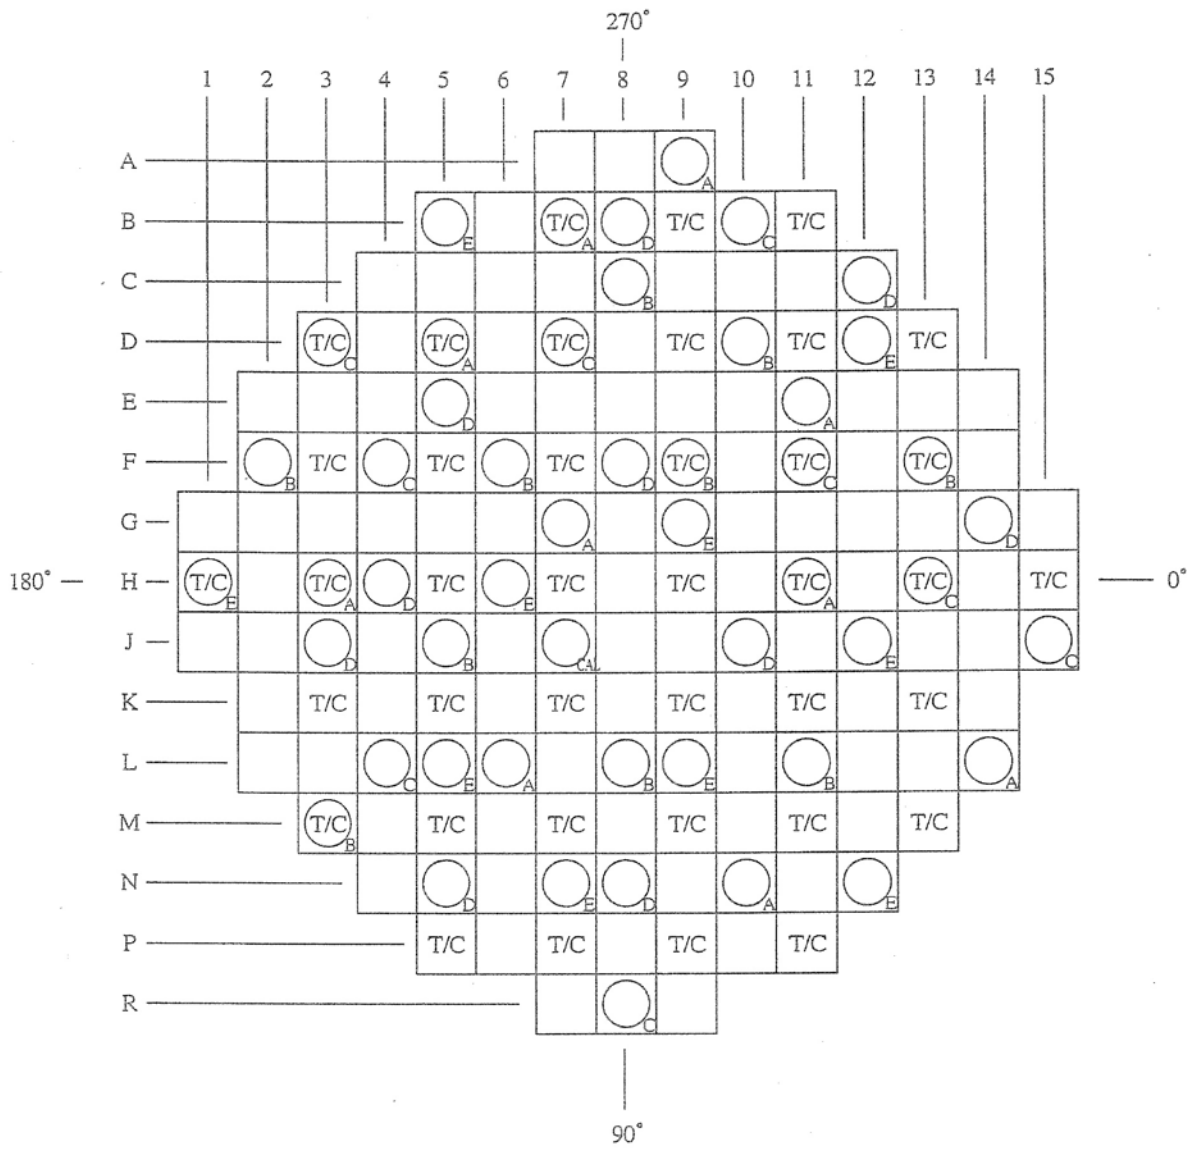 270°
1 2 3 4 5 6 7 8 9 10 11 12 13 14 15
A A
B E T/C A D T/C C T/C
C B D
D T/C C T/C A T/C C T/C B T/C E T/C
E D A
F B T/C C T/C B T/C D T/C B T/C C T/C B
G A E D
180° H T/C E T/C A D T/C E T/C T/C T/C A T/C C T/C 0°
J D B CAL D E C
K T/C T/C T/C T/C T/C T/C
L C E A B E B A
M T/C B T/C T/C T/C T/C T/C
N D E D A E
P T/C T/C T/C T/C
R C
90°